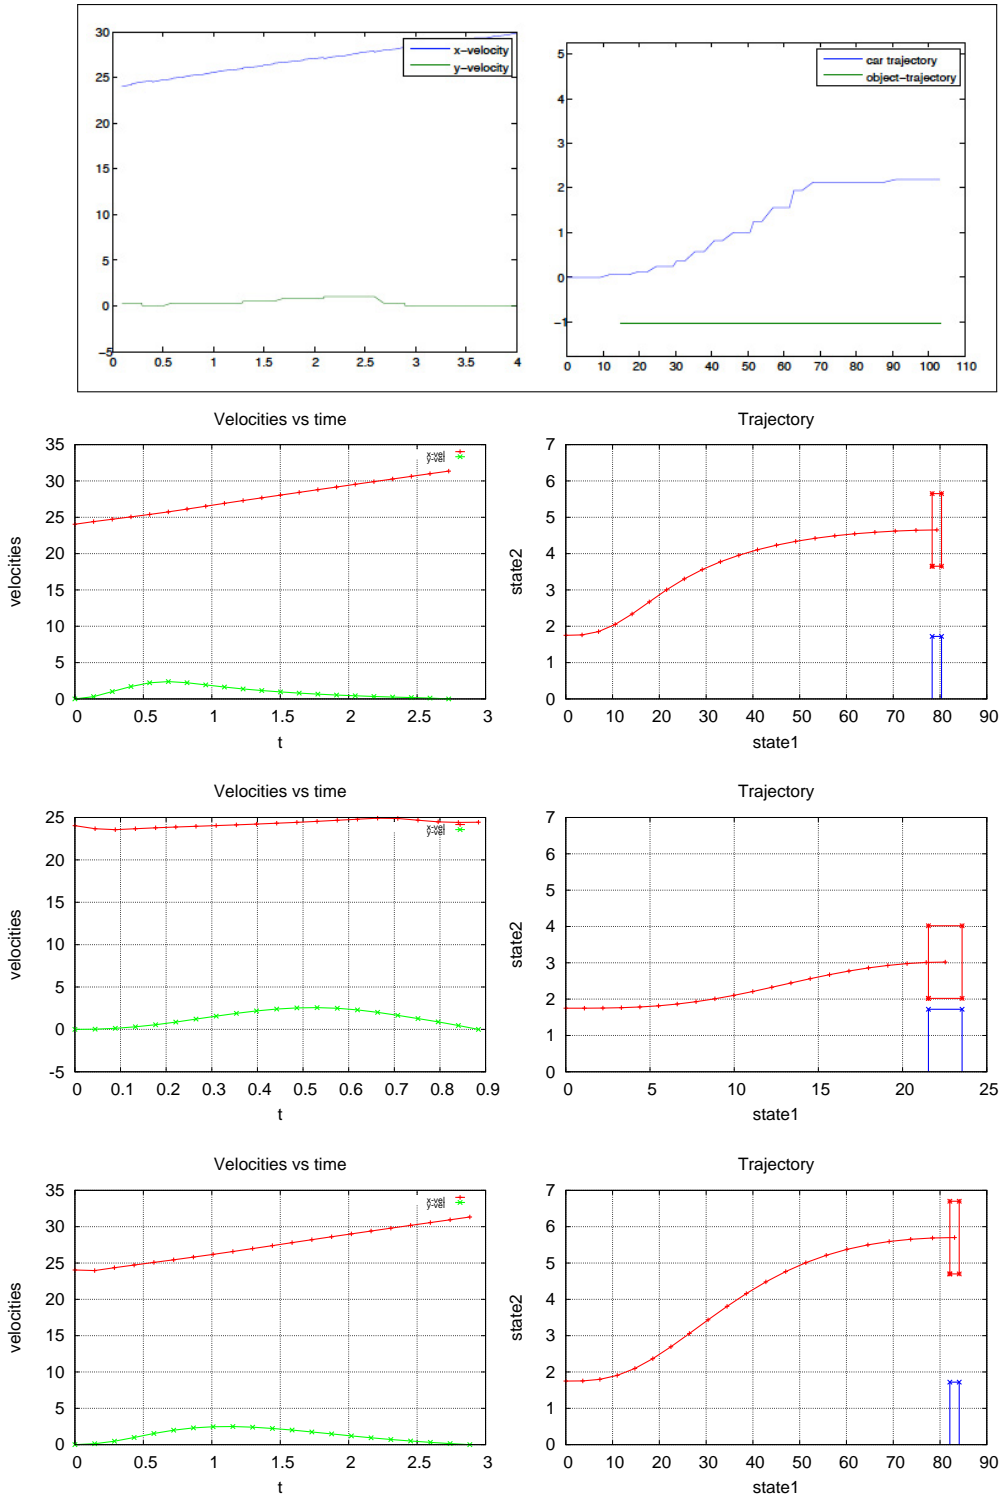 30
25
20
15
10
5
0
−5
0 0.5 1 1.5 2 2.5 3 3.5 4
x−velocity
y−velocity
5
4
3
2
1
0
−1
0 10 20 30 40 50 60 70 80 90 100 110
car trajectory
object−trajectory
Velocities vs time
velocities
35
30
25
20
15
10
5
0
0 0.5 1 1.5 2 2.5 3
t
x-vel
y-vel
Trajectory
state2
7
6
5
4
3
2
1
0
0 10 20 30 40 50 60 70 80 90
state1
Velocities vs time
velocities
25
20
15
10
5
0
-5
0 0.1 0.2 0.3 0.4 0.5 0.6 0.7 0.8 0.9
t
x-vel
y-vel
Trajectory
state2
7
6
5
4
3
2
1
0
0 5 10 15 20 25
state1
Velocities vs time
velocities
35
30
25
20
15
10
5
0
0 0.5 1 1.5 2 2.5 3
t
x-vel
y-vel
Trajectory
state2
7
6
5
4
3
2
1
0
0 10 20 30 40 50 60 70 80 90
state1